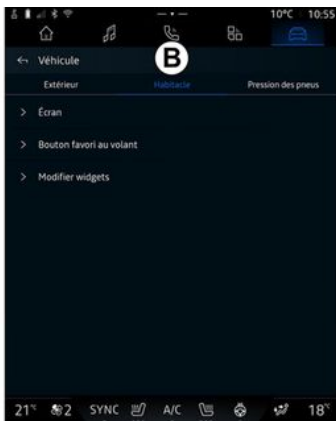 10°C 10:55
Véhicule
B
Extérieur Habitacle Pression des pneus
> Écran
> Bouton favori au volant
> Modifier widgets
21°C 2 SYNC A/C 18°C